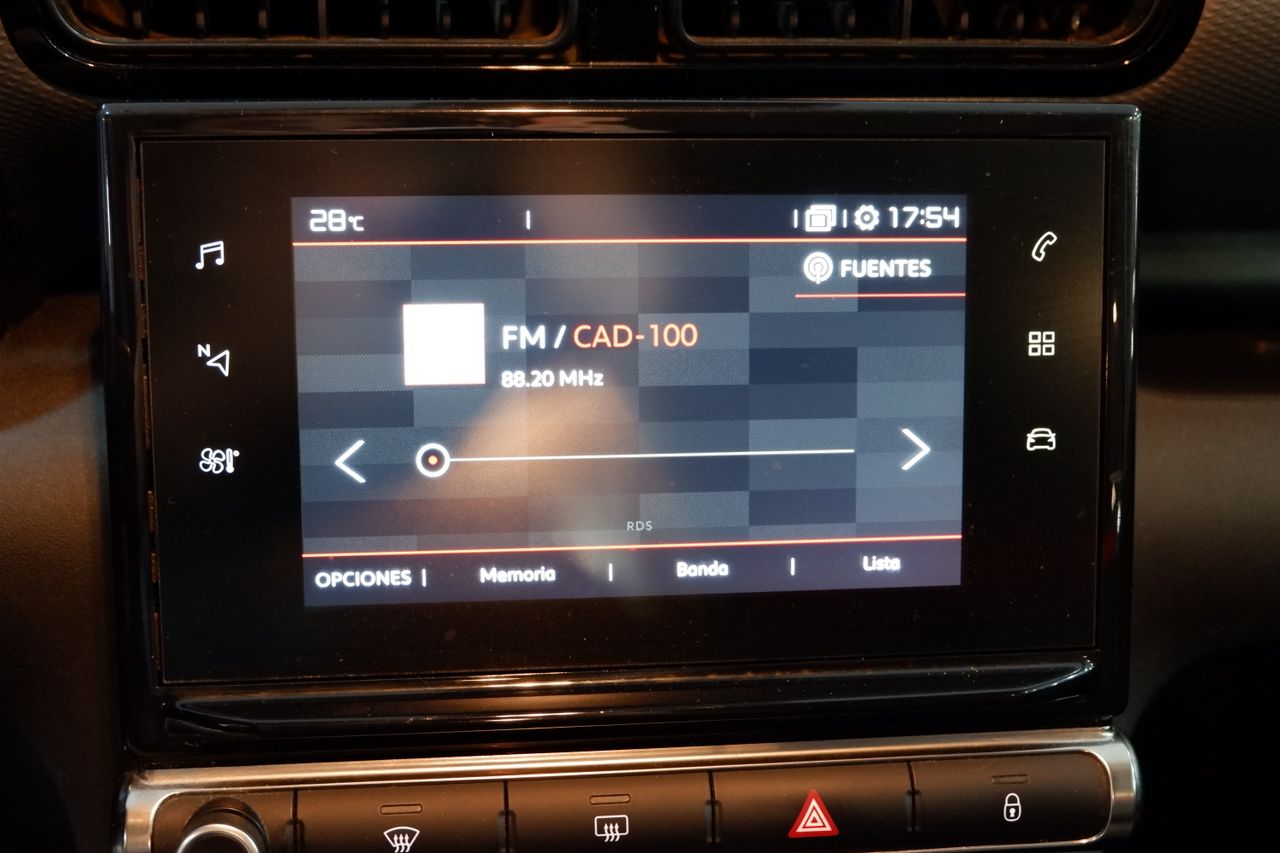 28°C
17:54
FUENTES
FM / CAD-100
88.20 MHz
N
RDS
OPCIONES | Memoria | Banda | Lista